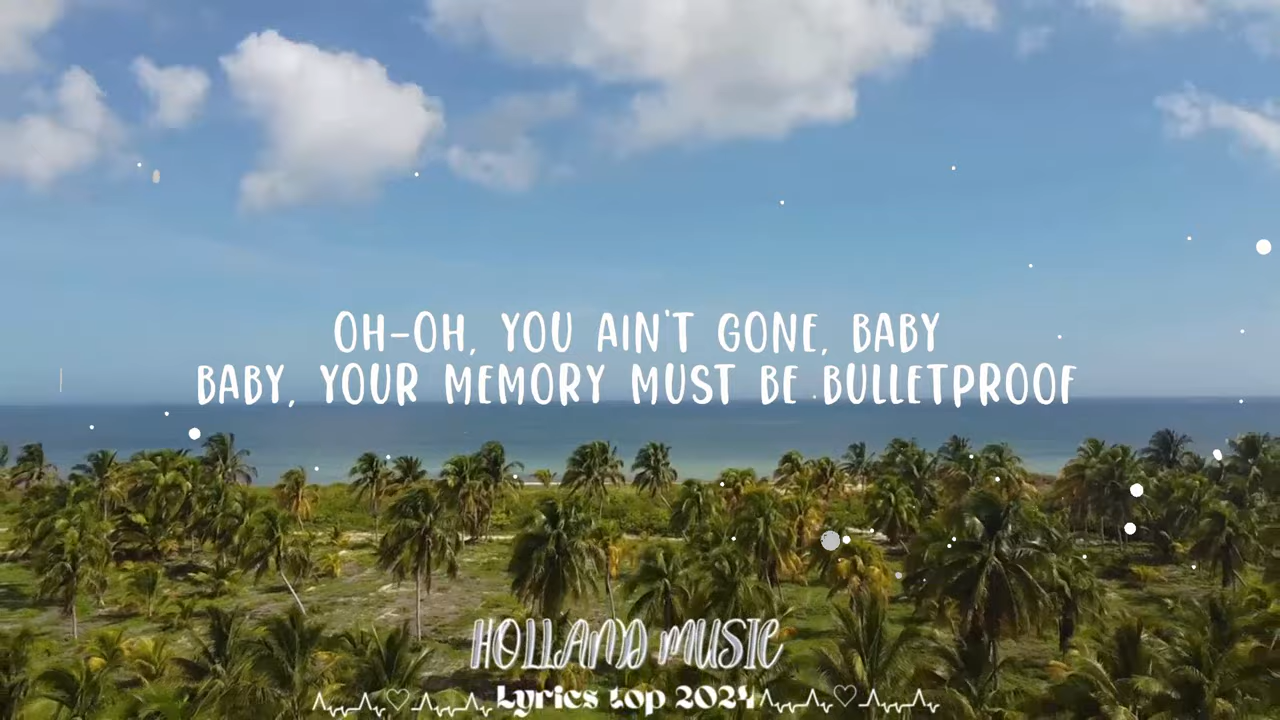 OH-OH, YOU AIN'T GONE, BABY
BABY, YOUR MEMORY MUST BE BULLETPROOF
HOLLAND MUSIC
Lyrics top 2024